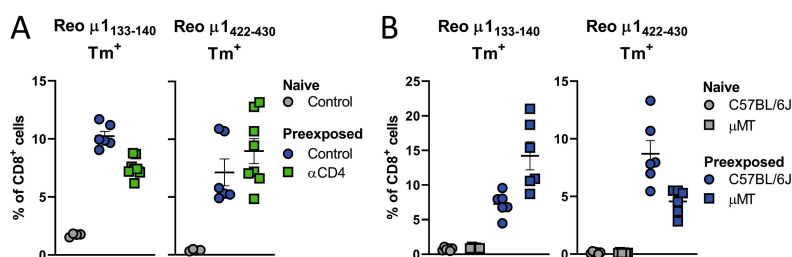 A
Reo µ1133-140
Tm+
Reo µ1422-430
Tm+
% of CD8+ cells
15
10
5
0
Naive
Control
Preexposed
Control
αCD4
B
Reo µ1133-140
Tm+
Reo µ1422-430
Tm+
% of CD8+ cells
25
20
15
10
5
0
15
10
5
0
Naive
C57BL/6J
µMT
Preexposed
C57BL/6J
µMT